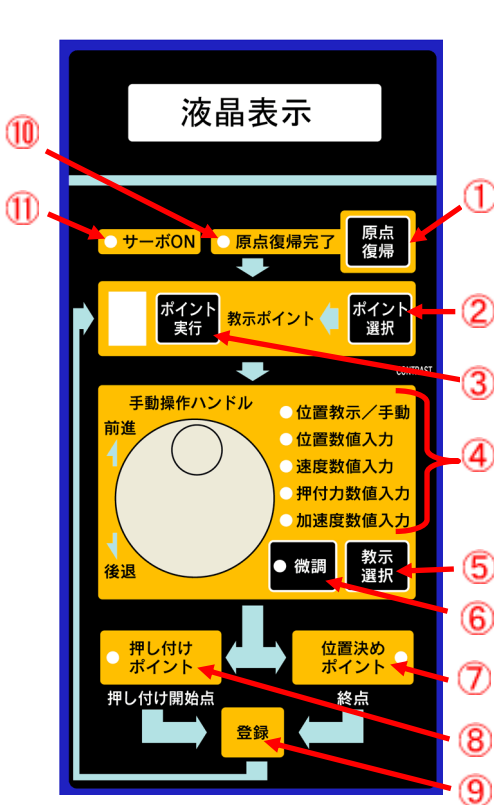 液晶表示
⑩
⑪
①
サーボON
原点復帰完了
原点
復帰
ポイント
実行
教示ポイント
ポイント
選択
②
③
CONTRAST
手動操作ハンドル
前進
後退
位置教示／手動
位置数値入力
速度数値入力
押付力数値入力
加速度数値入力
④
微調
教示
選択
⑤
⑥
押し付け
ポイント
位置決め
ポイント
⑦
押し付け開始点
終点
⑧
登録
⑨